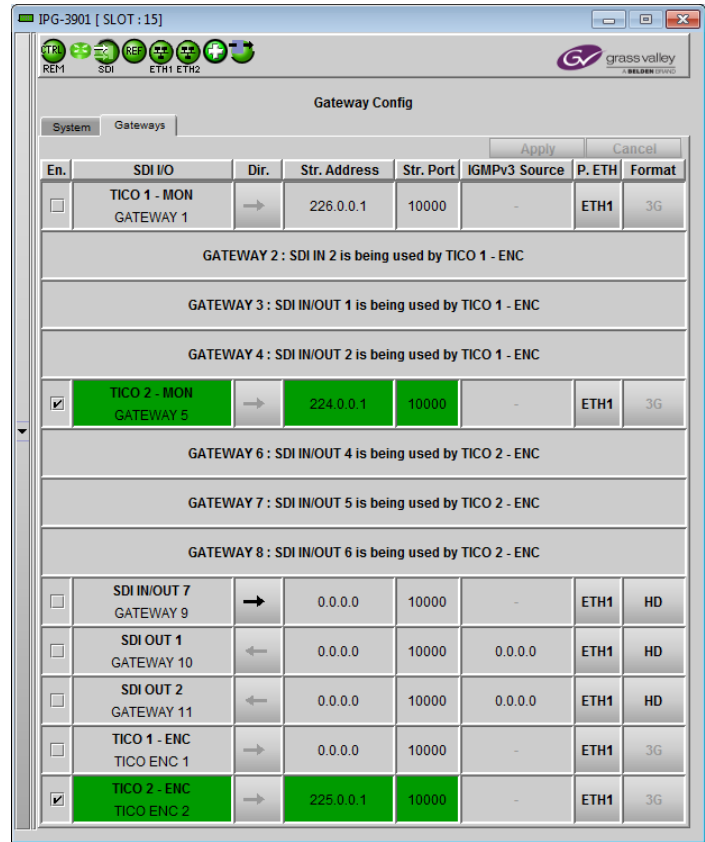 IPG-3901 [ SLOT : 15]
CTRL REF
REM SDI ETH1 ETH2
GV grassvalley
A BELDEN BRAND
Gateway Config
System Gateways
Apply Cancel
En. SDI I/O Dir. Str. Address Str. Port IGMPv3 Source P. ETH Format
TICO 1 - MON
GATEWAY 1
226.0.0.1 10000 - ETH1 3G
GATEWAY 2 : SDI IN 2 is being used by TICO 1 - ENC
GATEWAY 3 : SDI IN/OUT 1 is being used by TICO 1 - ENC
GATEWAY 4 : SDI IN/OUT 2 is being used by TICO 1 - ENC
TICO 2 - MON
GATEWAY 5
224.0.0.1 10000 - ETH1 3G
GATEWAY 6 : SDI IN/OUT 4 is being used by TICO 2 - ENC
GATEWAY 7 : SDI IN/OUT 5 is being used by TICO 2 - ENC
GATEWAY 8 : SDI IN/OUT 6 is being used by TICO 2 - ENC
SDI IN/OUT 7
GATEWAY 9
0.0.0.0 10000 - ETH1 HD
SDI OUT 1
GATEWAY 10
0.0.0.0 10000 0.0.0.0 ETH1 HD
SDI OUT 2
GATEWAY 11
0.0.0.0 10000 0.0.0.0 ETH1 HD
TICO 1 - ENC
TICO ENC 1
0.0.0.0 10000 - ETH1 3G
TICO 2 - ENC
TICO ENC 2
225.0.0.1 10000 - ETH1 3G